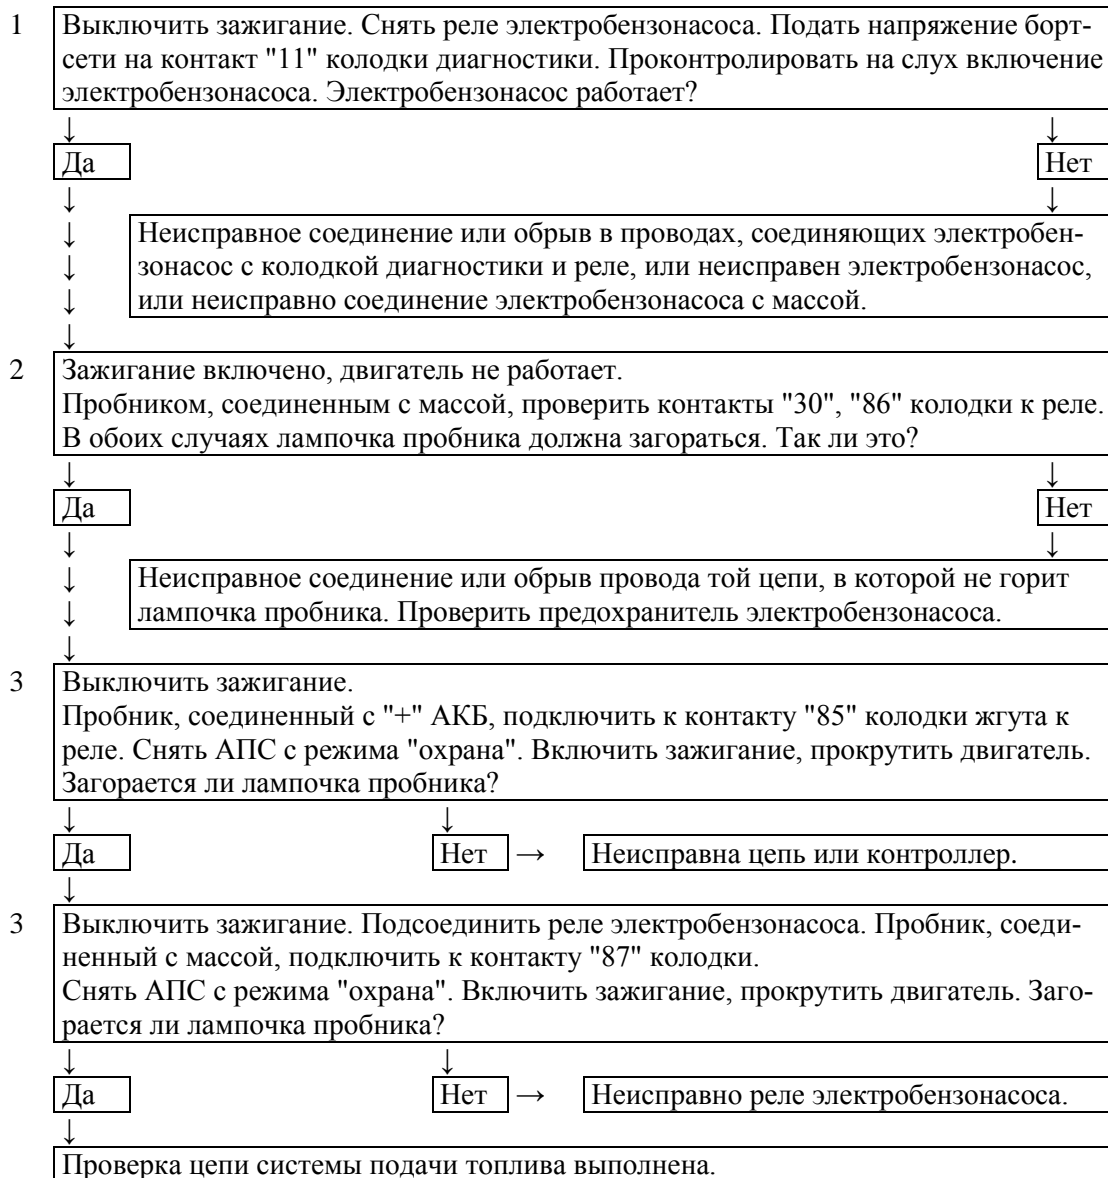 1 Выключить зажигание. Снять реле электробензонасоса. Подать напряжение борт-
сети на контакт "11" колодки диагностики. Проконтролировать на слух включение
электробензонасоса. Электробензонасос работает?
↓ ↓
Да Нет
↓ ↓
↓ Неисправное соединение или обрыв в проводах, соединяющих электробен-
↓ зонасос с колодкой диагностики и реле, или неисправен электробензонасос,
↓ или неисправно соединение электробензонасоса с массой.
↓
2 Зажигание включено, двигатель не работает.
Пробником, соединенным с массой, проверить контакты "30", "86" колодки к реле.
В обоих случаях лампочка пробника должна загораться. Так ли это?
↓ ↓
Да Нет
↓ ↓
↓ Неисправное соединение или обрыв провода той цепи, в которой не горит
↓ лампочка пробника. Проверить предохранитель электробензонасоса.
↓
3 Выключить зажигание.
Пробник, соединенный с "+" АКБ, подключить к контакту "85" колодки жгута к
реле. Снять АПС с режима "охрана". Включить зажигание, прокрутить двигатель.
Загорается ли лампочка пробника?
↓ ↓
Да Нет → Неисправна цепь или контроллер.
↓
3 Выключить зажигание. Подсоединить реле электробензонасоса. Пробник, соеди-
ненный с массой, подключить к контакту "87" колодки.
Снять АПС с режима "охрана". Включить зажигание, прокрутить двигатель. Заго-
рается ли лампочка пробника?
↓ ↓
Да Нет → Неисправно реле электробензонасоса.
↓
Проверка цепи системы подачи топлива выполнена.